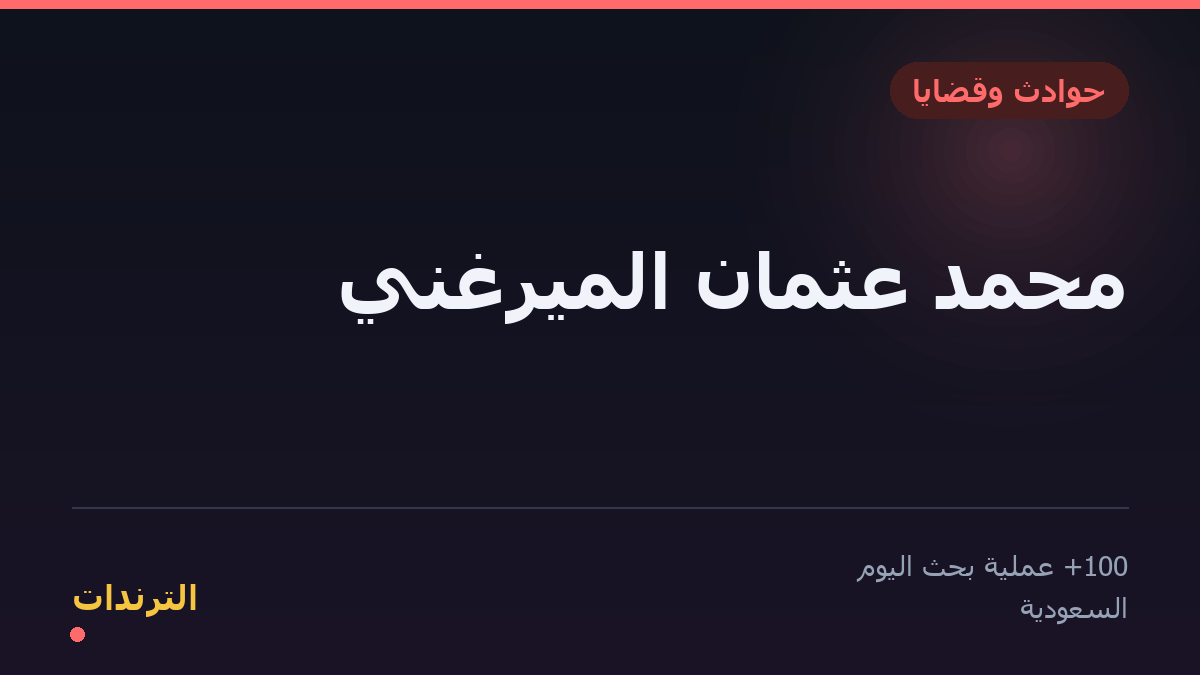 حوادث وقضايا
محمد عثمان الميرغني
100+ عملية بحث اليوم
السعودية
الترندات